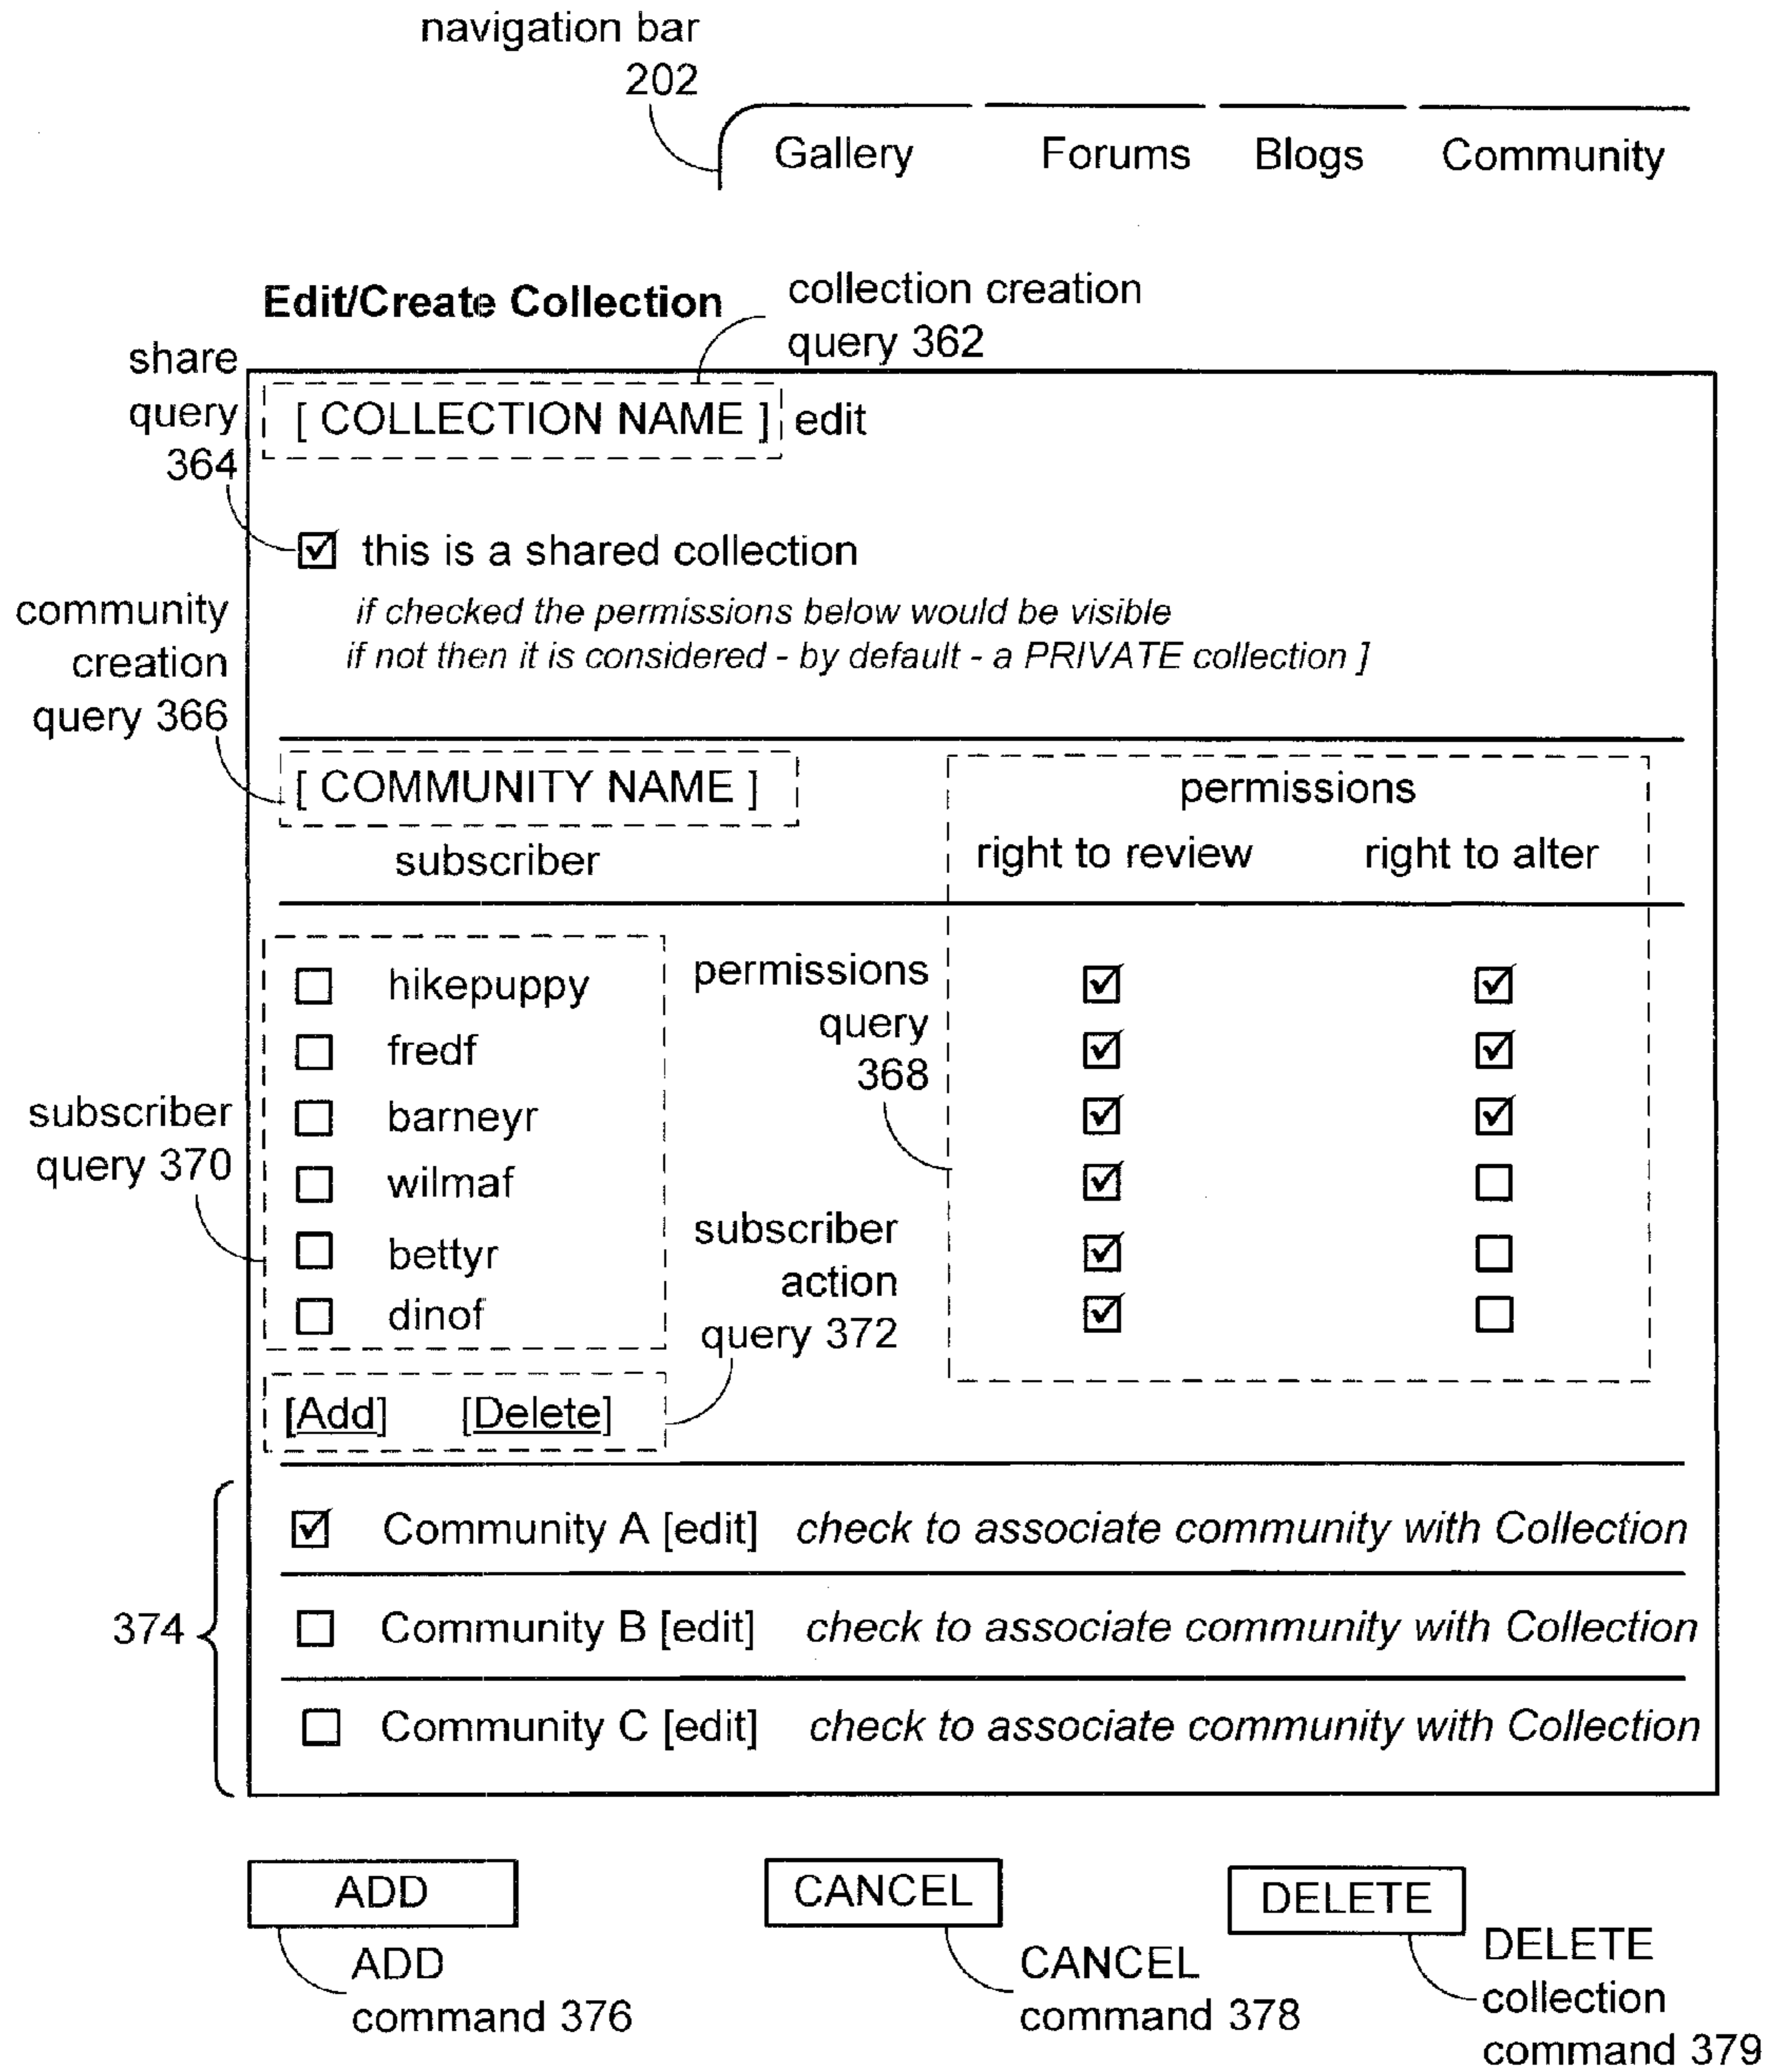 navigation bar
202
Gallery Forums Blogs Community
Edit/Create Collection
collection creation
query 362
share
query
364
[ COLLECTION NAME ] edit
this is a shared collection
community
creation
query 366
if checked the permissions below would be visible
if not then it is considered - by default - a PRIVATE collection ]
[ COMMUNITY NAME ]
permissions
subscriber
right to review right to alter
hikepuppy
fredf
barneyr
wilmaf
bettyr
dinof
permissions
query
368
subscriber
query 370
subscriber
action
query 372
[Add] [Delete]
374
Community A [edit] check to associate community with Collection
Community B [edit] check to associate community with Collection
Community C [edit] check to associate community with Collection
ADD CANCEL DELETE
ADD
command 376
CANCEL
command 378
DELETE
collection
command 379